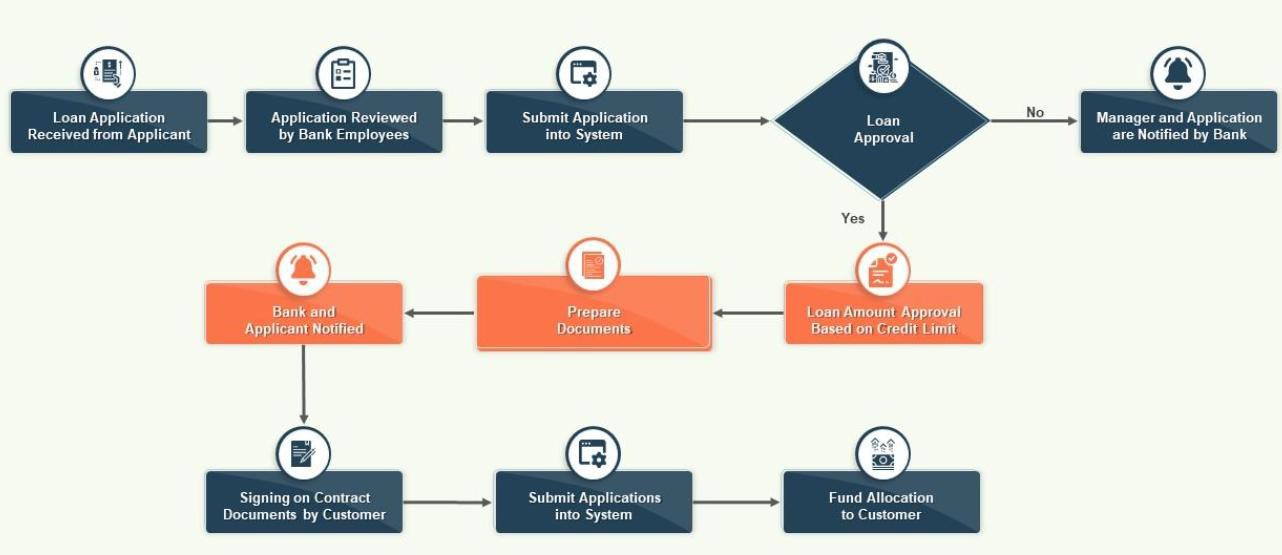 Loan Application
Received from Applicant
Application Reviewed
by Bank Employees
Submit Application
into System
Loan
Approval
No
Manager and Application
are Notified by Bank
Yes
Bank and
Applicant Notified
Prepare
Documents
Loan Amount Approval
Based on Credit Limit
Signing on Contract
Documents by Customer
Submit Applications
into System
Fund Allocation
to Customer